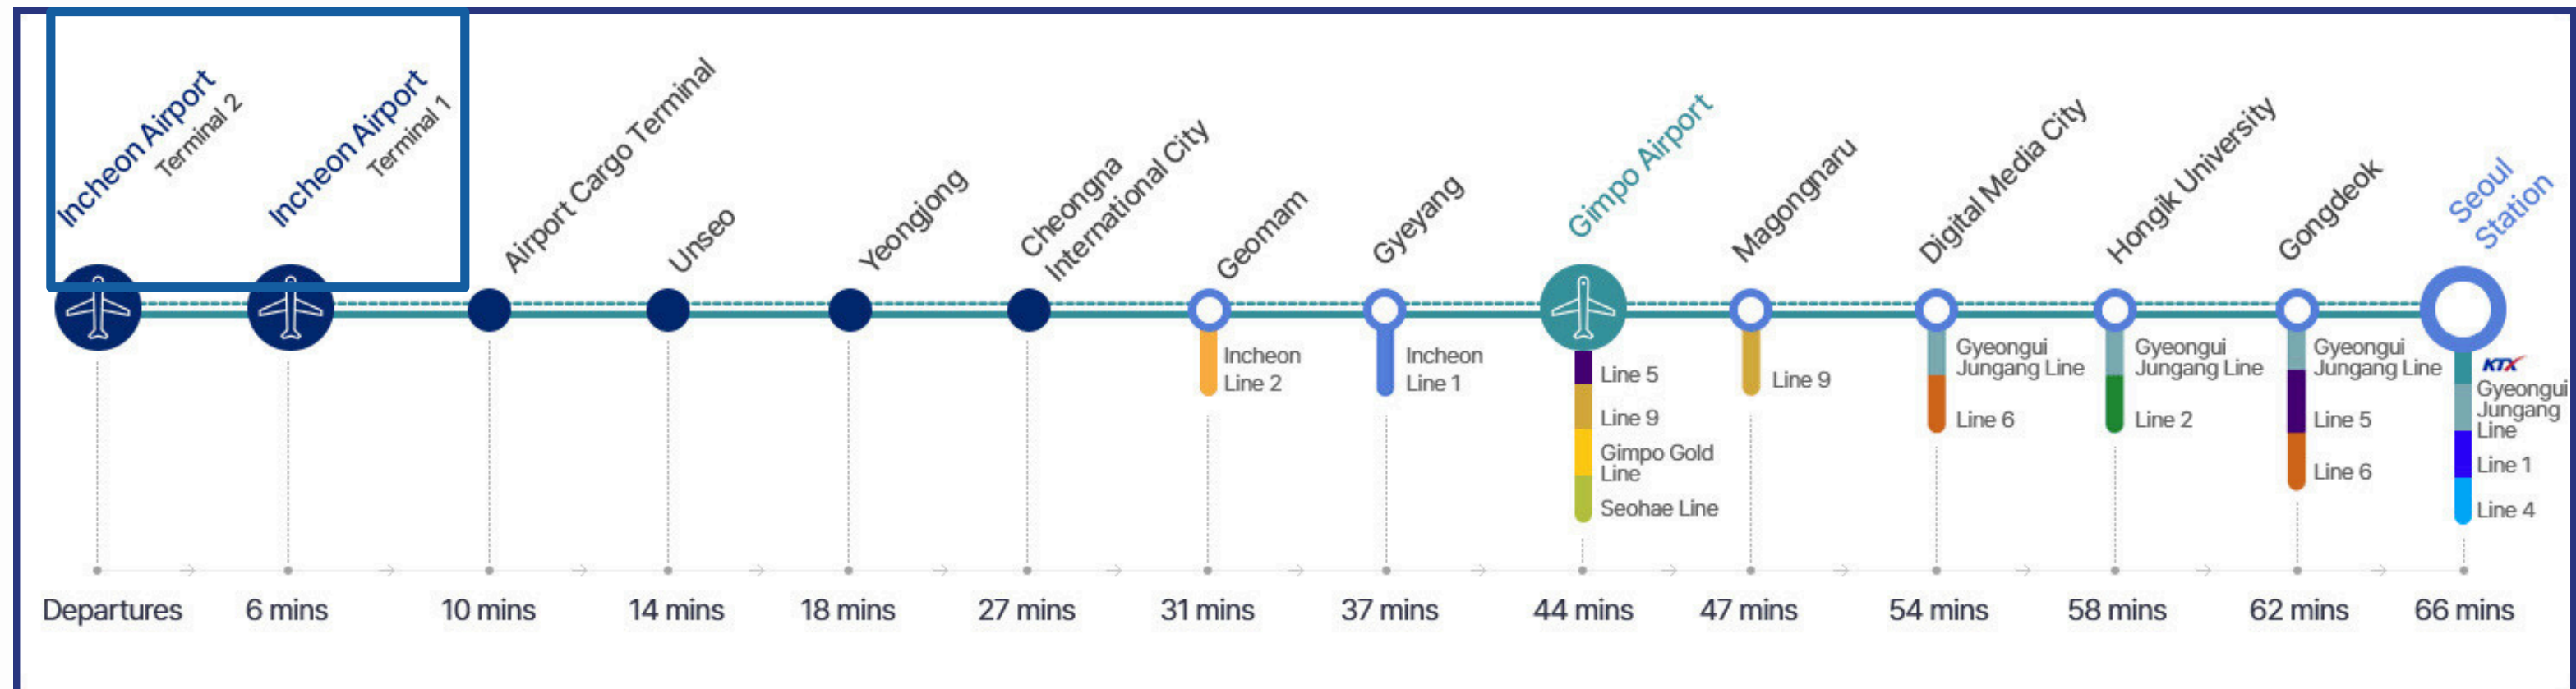 Incheon Airport
Terminal 2
Incheon Airport
Terminal 1
Airport Cargo Terminal
Unseo
Yeongjong
Cheongna
International City
Geomam
Gyeyang
Gimpo Airport
Magongnaru
Digital Media City
Hongik University
Gongdeok
Seoul
Station
Incheon
Line 2
Incheon
Line 1
Line 5
Line 9
Gimpo Gold
Line
Seohae Line
Line 9
Gyeongui
Jungang Line
Line 6
Gyeongui
Jungang Line
Line 2
Gyeongui
Jungang Line
Line 5
Line 6
KTX
Gyeongui
Jungang
Line
Line 1
Line 4
Departures
6 mins
10 mins
14 mins
18 mins
27 mins
31 mins
37 mins
44 mins
47 mins
54 mins
58 mins
62 mins
66 mins